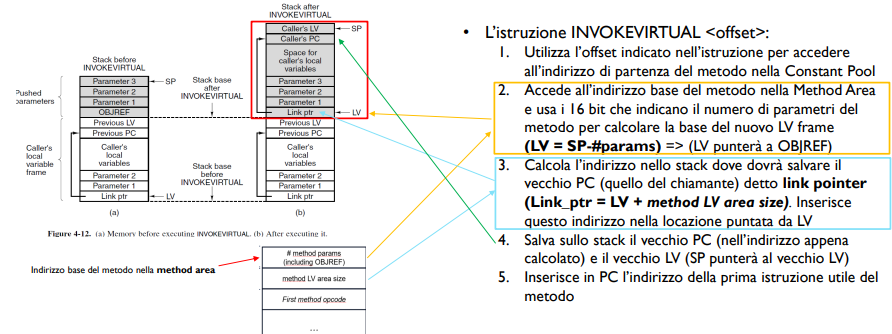 Stack before
INVOKEVIRTUAL
Stack after
INVOKEVIRTUAL
Pushed
parameters
Caller's
local
variable
frame
Parameter 3
Parameter 2
Parameter 1
OBJREF
Previous LV
Previous PC
Caller's
local
variables
Parameter 2
Parameter 1
Link ptr
SP
LV
(a)
Stack base
after
INVOKEVIRTUAL
Stack base
before
INVOKEVIRTUAL
Caller's LV
Caller's PC
Space for
caller's local
variables
Parameter 3
Parameter 2
Parameter 1
Link ptr
Previous LV
Previous PC
Caller's
local
variables
Parameter 2
Parameter 1
Link ptr
SP
LV
(b)
Figure 4-12. (a) Memory before executing INVOKEVIRTUAL. (b) After executing it.
Indirizzo base del metodo nella method area
# method params
(including OBJREF)
method LV area size
First method opcode
...
• L'istruzione INVOKEVIRTUAL <offset>:
1. Utilizza l'offset indicato nell'istruzione per accedere
all'indirizzo di partenza del metodo nella Constant Pool
2. Accede all'indirizzo base del metodo nella Method Area
e usa i 16 bit che indicano il numero di parametri del
metodo per calcolare la base del nuovo LV frame
(LV = SP-#params) => (LV punterà a OBJREF)
3. Calcola l'indirizzo nello stack dove dovrà salvare il
vecchio PC (quello del chiamante) detto link pointer
(Link_ptr = LV + method LV area size). Inserisce
questo indirizzo nella locazione puntata da LV
4. Salva sullo stack il vecchio PC (nell'indirizzo appena
calcolato) e il vecchio LV (SP punterà al vecchio LV)
5. Inserisce in PC l'indirizzo della prima istruzione utile del
metodo